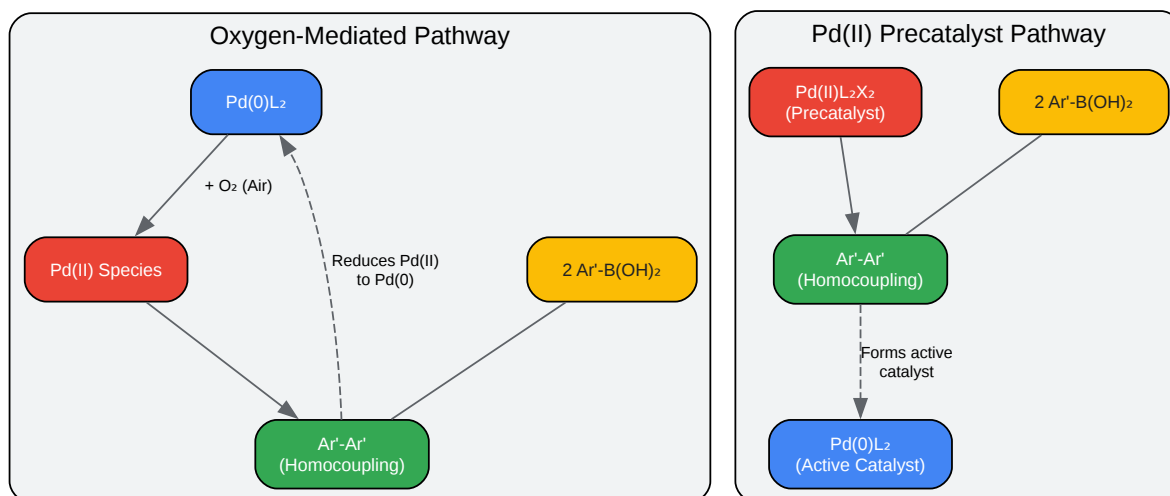 Oxygen-Mediated Pathway
Pd(0)L₂
+ O₂ (Air)
Pd(II) Species
Reduces Pd(II)
to Pd(0)
2 Ar'-B(OH)₂
Ar'-Ar'
(Homocoupling)
Pd(II) Precatalyst Pathway
Pd(II)L₂X₂
(Precatalyst)
2 Ar'-B(OH)₂
Ar'-Ar'
(Homocoupling)
Forms active
catalyst
Pd(0)L₂
(Active Catalyst)